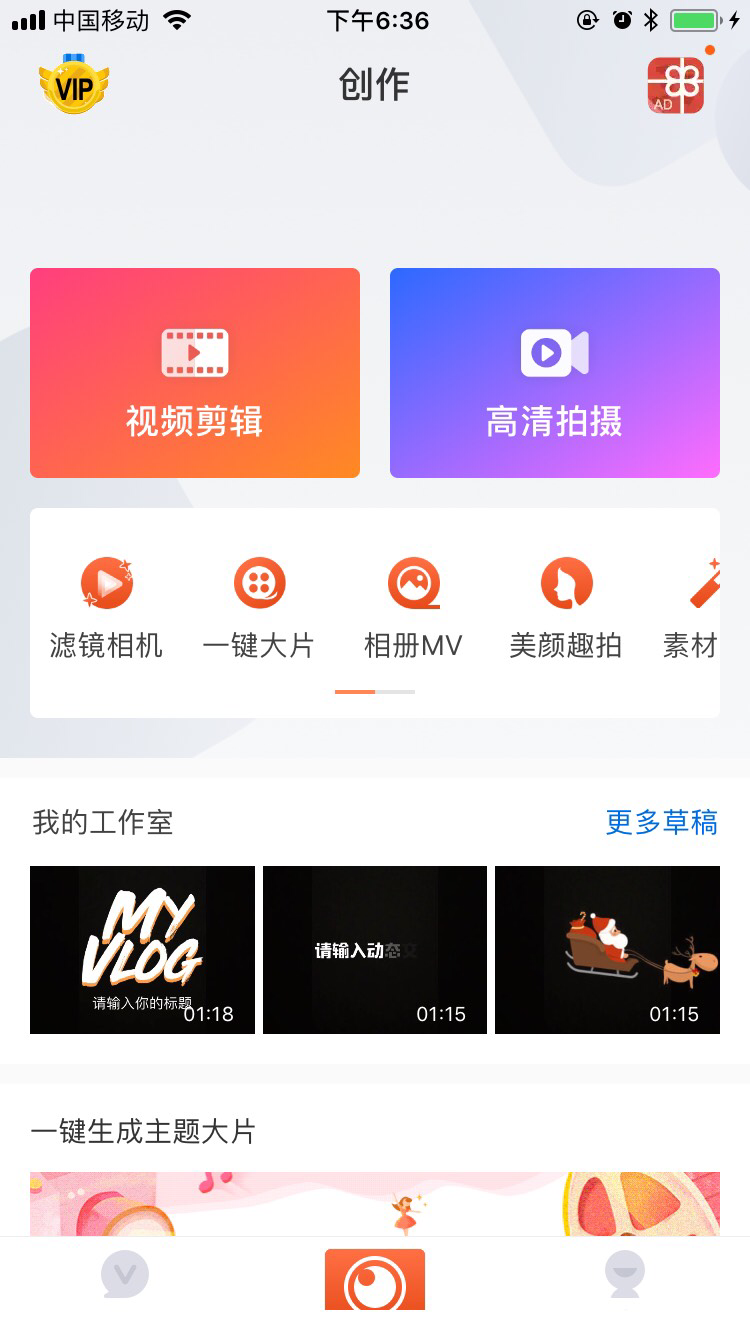 中国移动
下午6:36
VIP
创作
AD
视频剪辑
高清拍摄
滤镜相机
一键大片
相册MV
美颜趣拍
素材
我的工作室
更多草稿
MY
VLOG
请输入你的标题
01:18
请输入动态文
01:15
01:15
一键生成主题大片